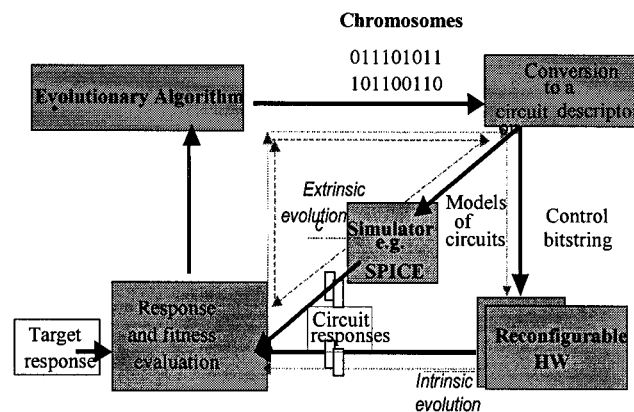 Chromosomes
011101011
101100110
Evolutionary Algorithm
Conversion
to a
circuit descriptor
Extrinsic
evolution
Simulator
e.g.
SPICE
Models
of
circuits
Control
bitstring
Target
response
Response
and fitness
evaluation
Circuit
responses
Reconfigurable
HW
Intrinsic
evolution